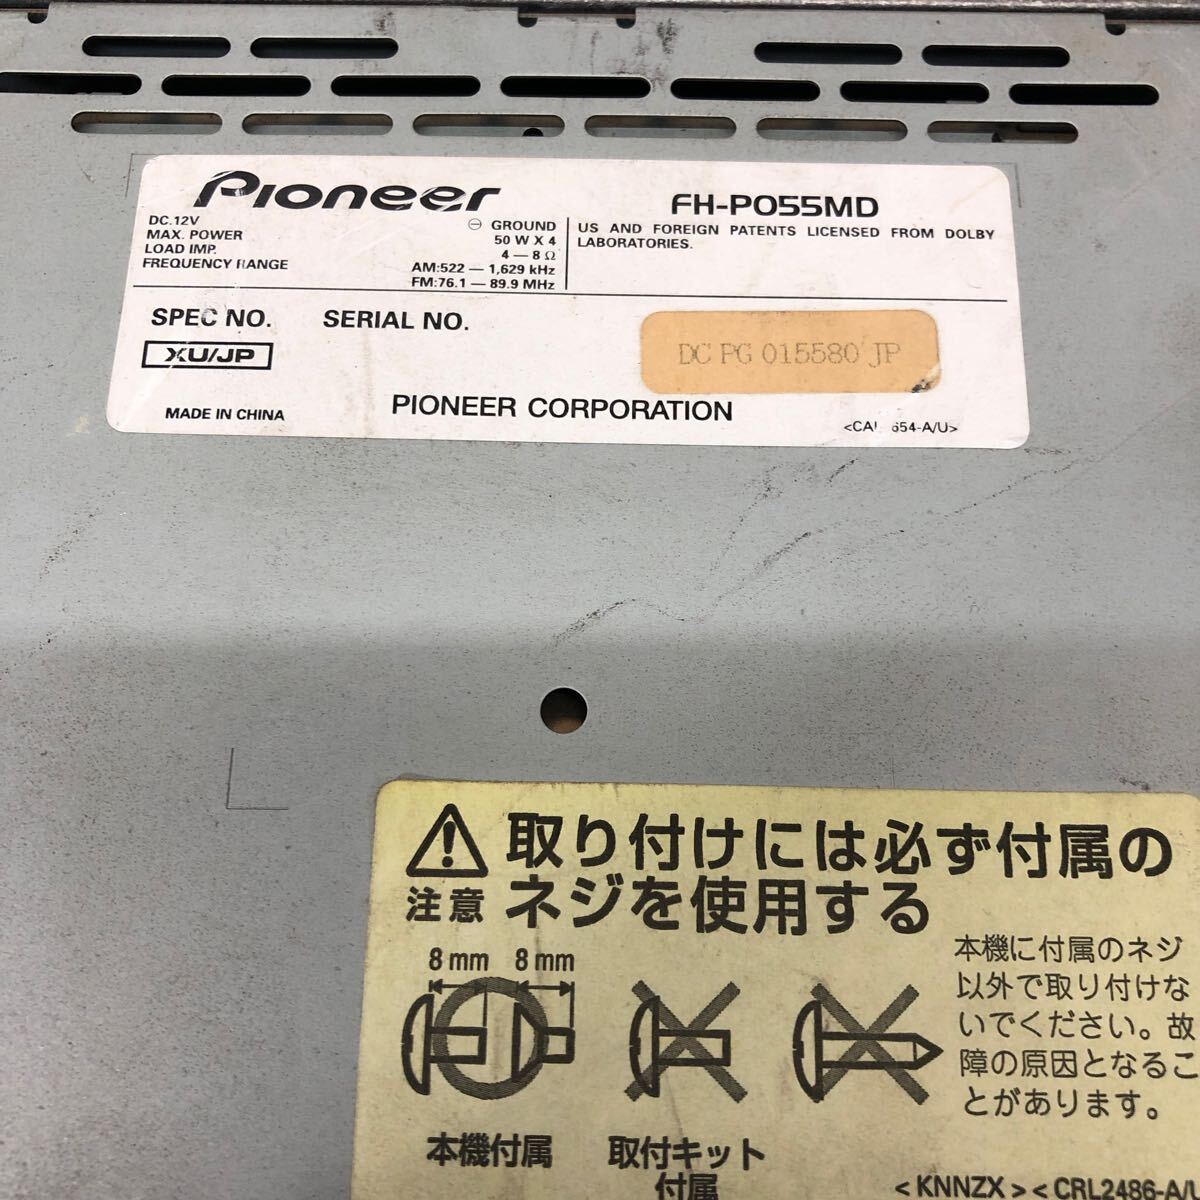 Pioneer
FH-P055MD
DC.12V ⊖ GROUND
MAX. POWER 50 W X 4
LOAD IMP. 4 — 8 Ω
FREQUENCY RANGE AM:522 — 1,629 kHz
FM:76.1 — 89.9 MHz
US AND FOREIGN PATENTS LICENSED FROM DOLBY
LABORATORIES.
SPEC NO. SERIAL NO.
XU/JP
DC PG 015580 JP
MADE IN CHINA
PIONEER CORPORATION
654-A/U>
注意
取り付けには必ず付属の
ネジを使用する
8 mm 8 mm
本機付属
取付キット
付属
本機に付属のネジ
以外で取り付けな
いでください。故
障の原因となるこ
とがあります。
< KNNZX > < CRL2486-A/